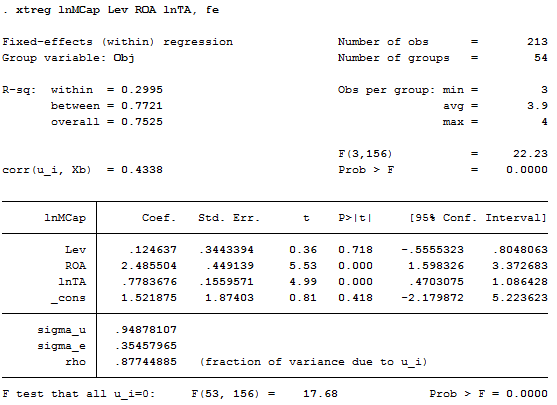 . xtreg lnMCap Lev ROA lnTA, fe
Fixed-effects (within) regression Number of obs = 213
Group variable: Obj Number of groups = 54
R-sq: within = 0.2995 Obs per group: min = 3
between = 0.7721 avg = 3.9
overall = 0.7525 max = 4
F(3,156) = 22.23
corr(u_i, Xb) = 0.4338 Prob > F = 0.0000
lnMCap Coef. Std. Err. t P>|t| [95% Conf. Interval]
Lev .124637 .3443394 0.36 0.718 -.5555323 .8048063
ROA 2.485504 .449139 5.53 0.000 1.598326 3.372683
lnTA .7783676 .1559571 4.99 0.000 .4703075 1.086428
_cons 1.521875 1.87403 0.81 0.418 -2.179872 5.223623
sigma_u .94878107
sigma_e .35457965
rho .87744885 (fraction of variance due to u_i)
F test that all u_i=0: F(53, 156) = 17.68 Prob > F = 0.0000